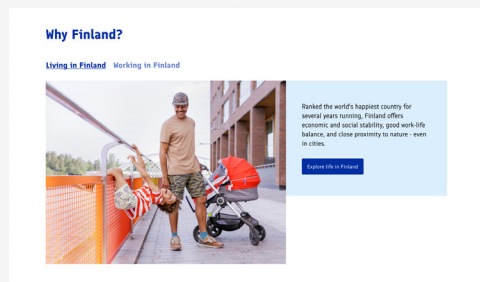 Why Finland?
Living in Finland Working in Finland
Ranked the world's happiest country for
several years running, Finland offers
economic and social stability, good work-life
balance, and close proximity to nature - even
in cities.
Explore life in Finland